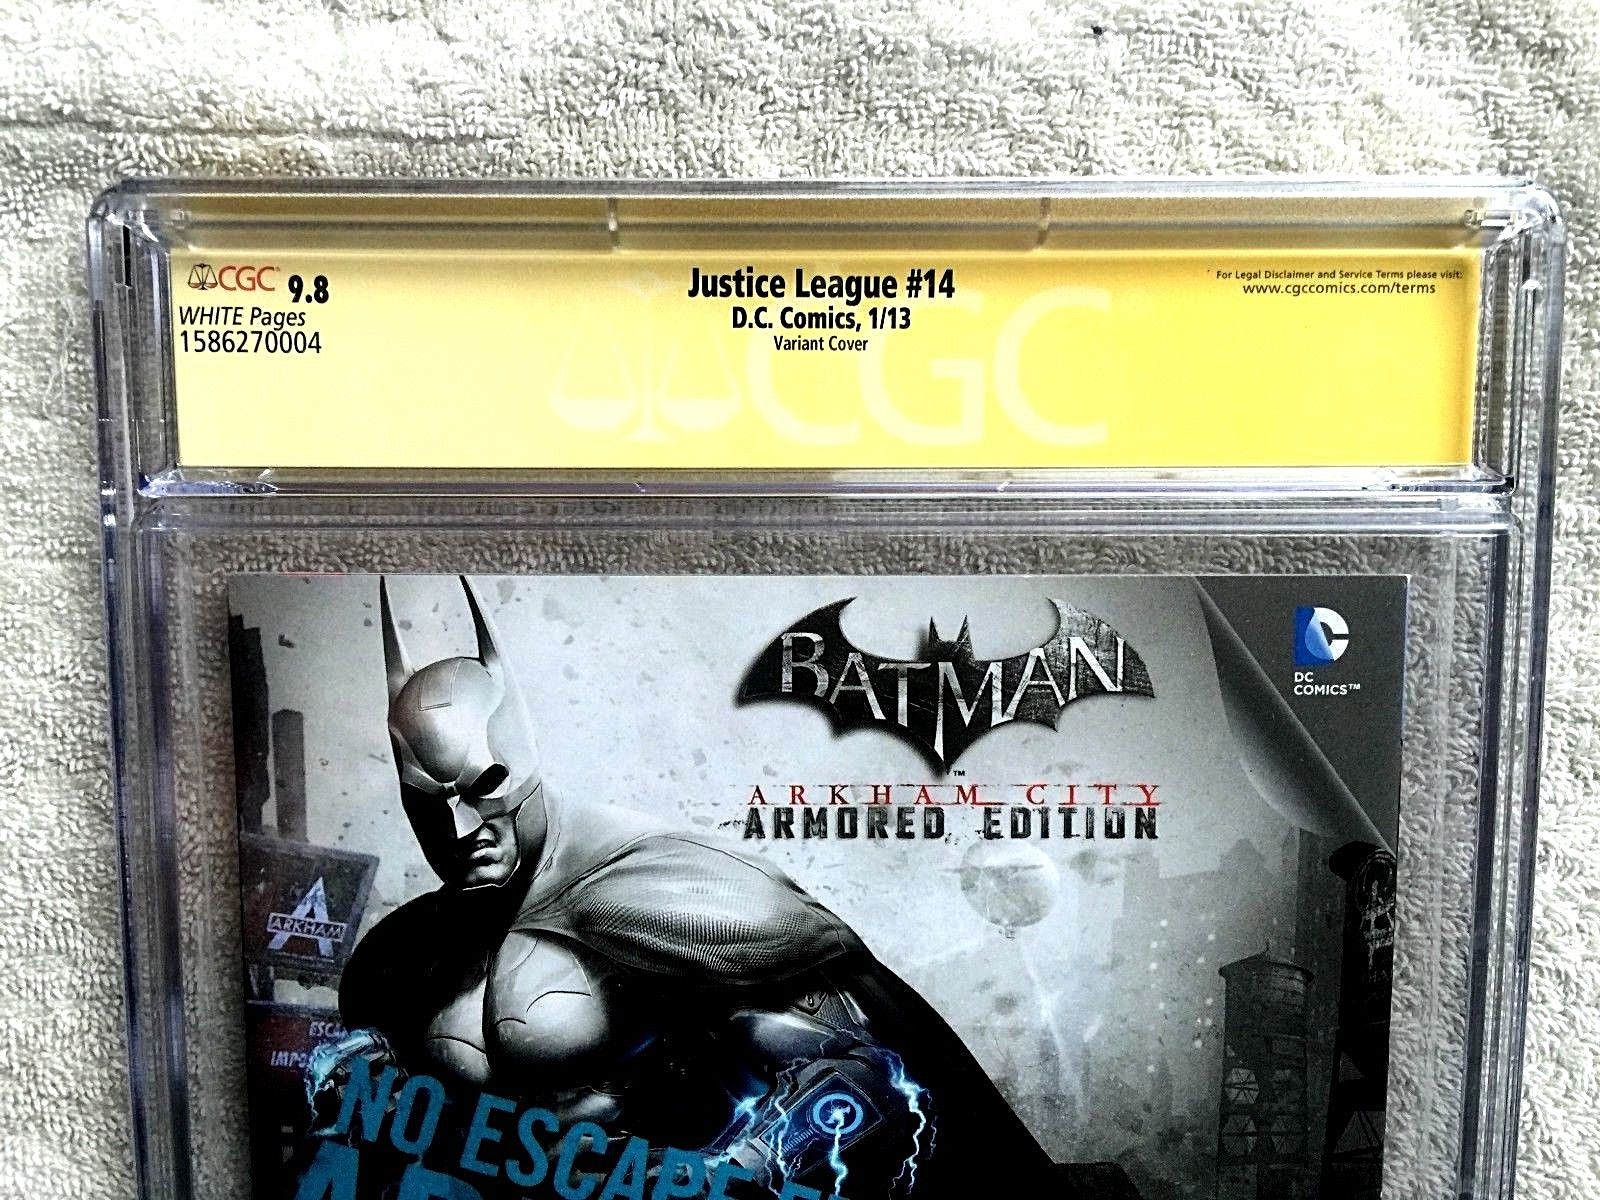 CGC 9.8
WHITE Pages
1586270004
Justice League #14
D.C. Comics, 1/13
Variant Cover
For Legal Disclaimer and Service Terms please visit:
www.cgccomics.com/terms
CGC
BATMAN™
ARKHAM CITY
ARMORED EDITION
DC
COMICS™
A
ARKHAM
NO ESCAPE